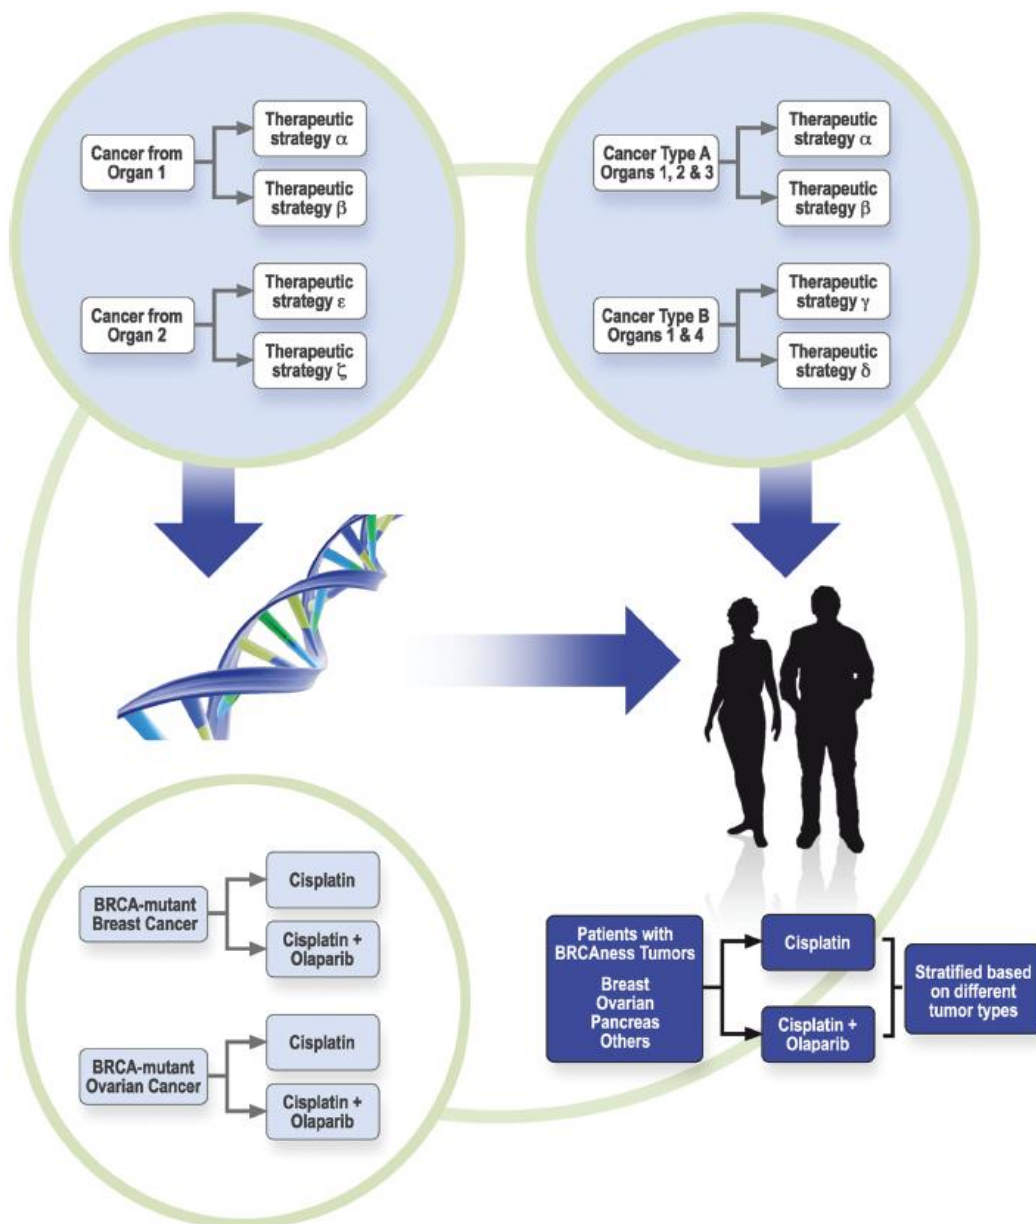 Cancer from
Organ 1
Therapeutic
strategy α
Therapeutic
strategy β
Cancer from
Organ 2
Therapeutic
strategy ε
Therapeutic
strategy ζ
Cancer Type A
Organs 1, 2 & 3
Therapeutic
strategy α
Therapeutic
strategy β
Cancer Type B
Organs 1 & 4
Therapeutic
strategy γ
Therapeutic
strategy δ
BRCA-mutant
Breast Cancer
Cisplatin
Cisplatin +
Olaparib
BRCA-mutant
Ovarian Cancer
Cisplatin
Cisplatin +
Olaparib
Patients with
BRCAness Tumors
Breast
Ovarian
Pancreas
Others
Cisplatin
Cisplatin +
Olaparib
Stratified based
on different
tumor types